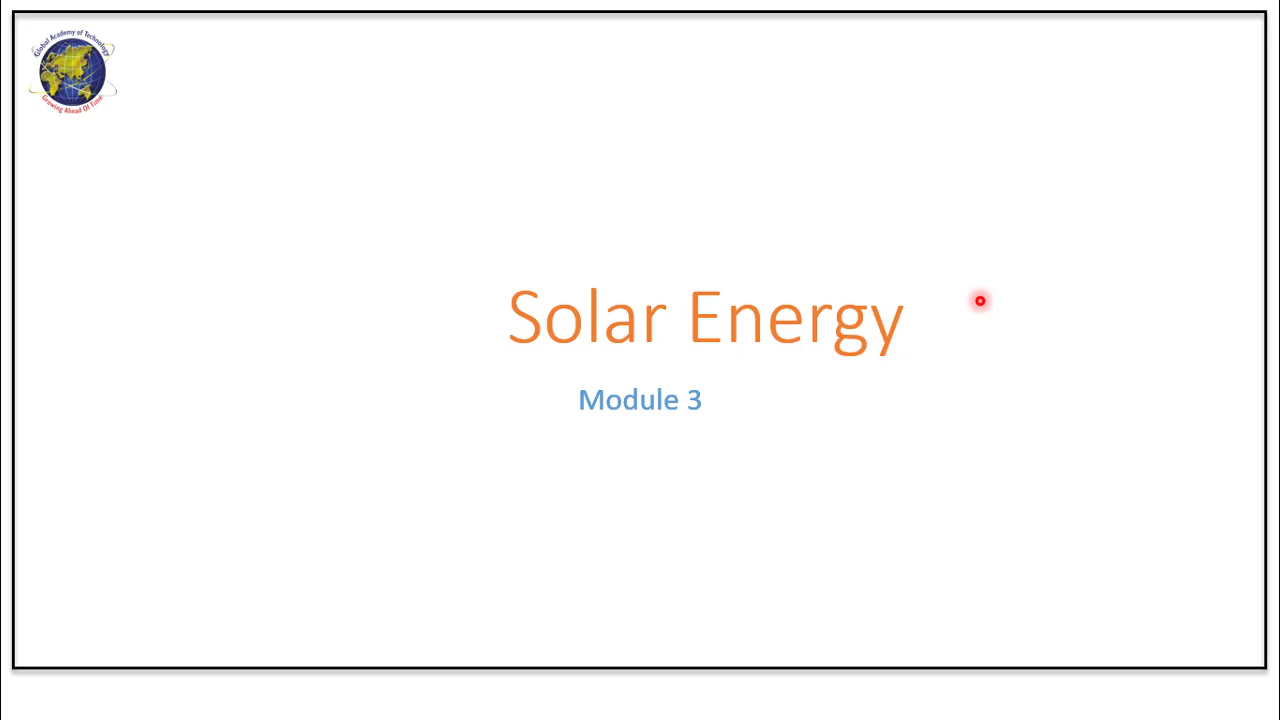 Global Academy of Technology
Growing Ahead Of Time
Solar Energy
Module 3